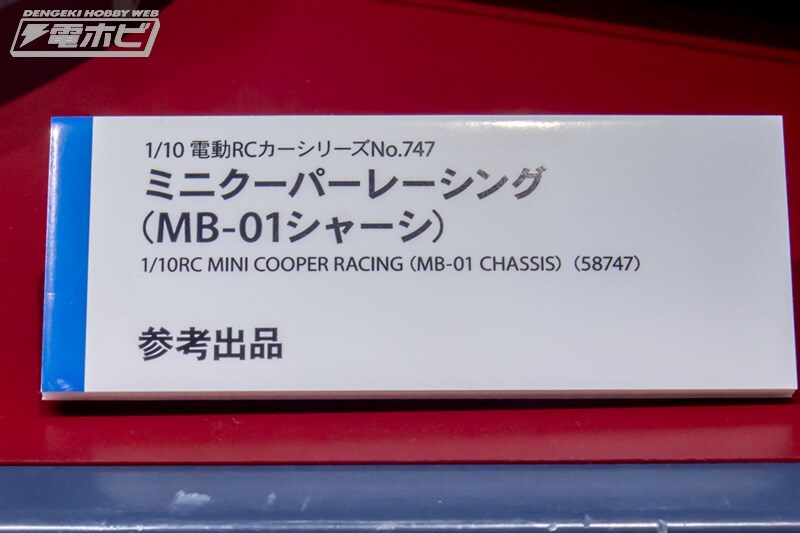 DENGEKI HOBBY WEB
電ホビ
1/10 電動RCカーシリーズNo.747
ミニクーパーレーシング
（MB-01シャーシ）
1/10RC MINI COOPER RACING (MB-01 CHASSIS) (58747)
参考出品